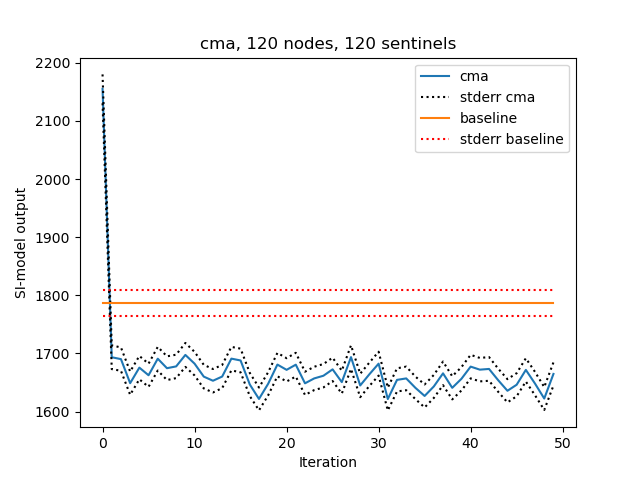 cma, 120 nodes, 120 sentinels
2200
2100
2000
1900
1800
1700
1600
SI-model output
cma
stderr cma
baseline
stderr baseline
0 10 20 30 40 50
Iteration